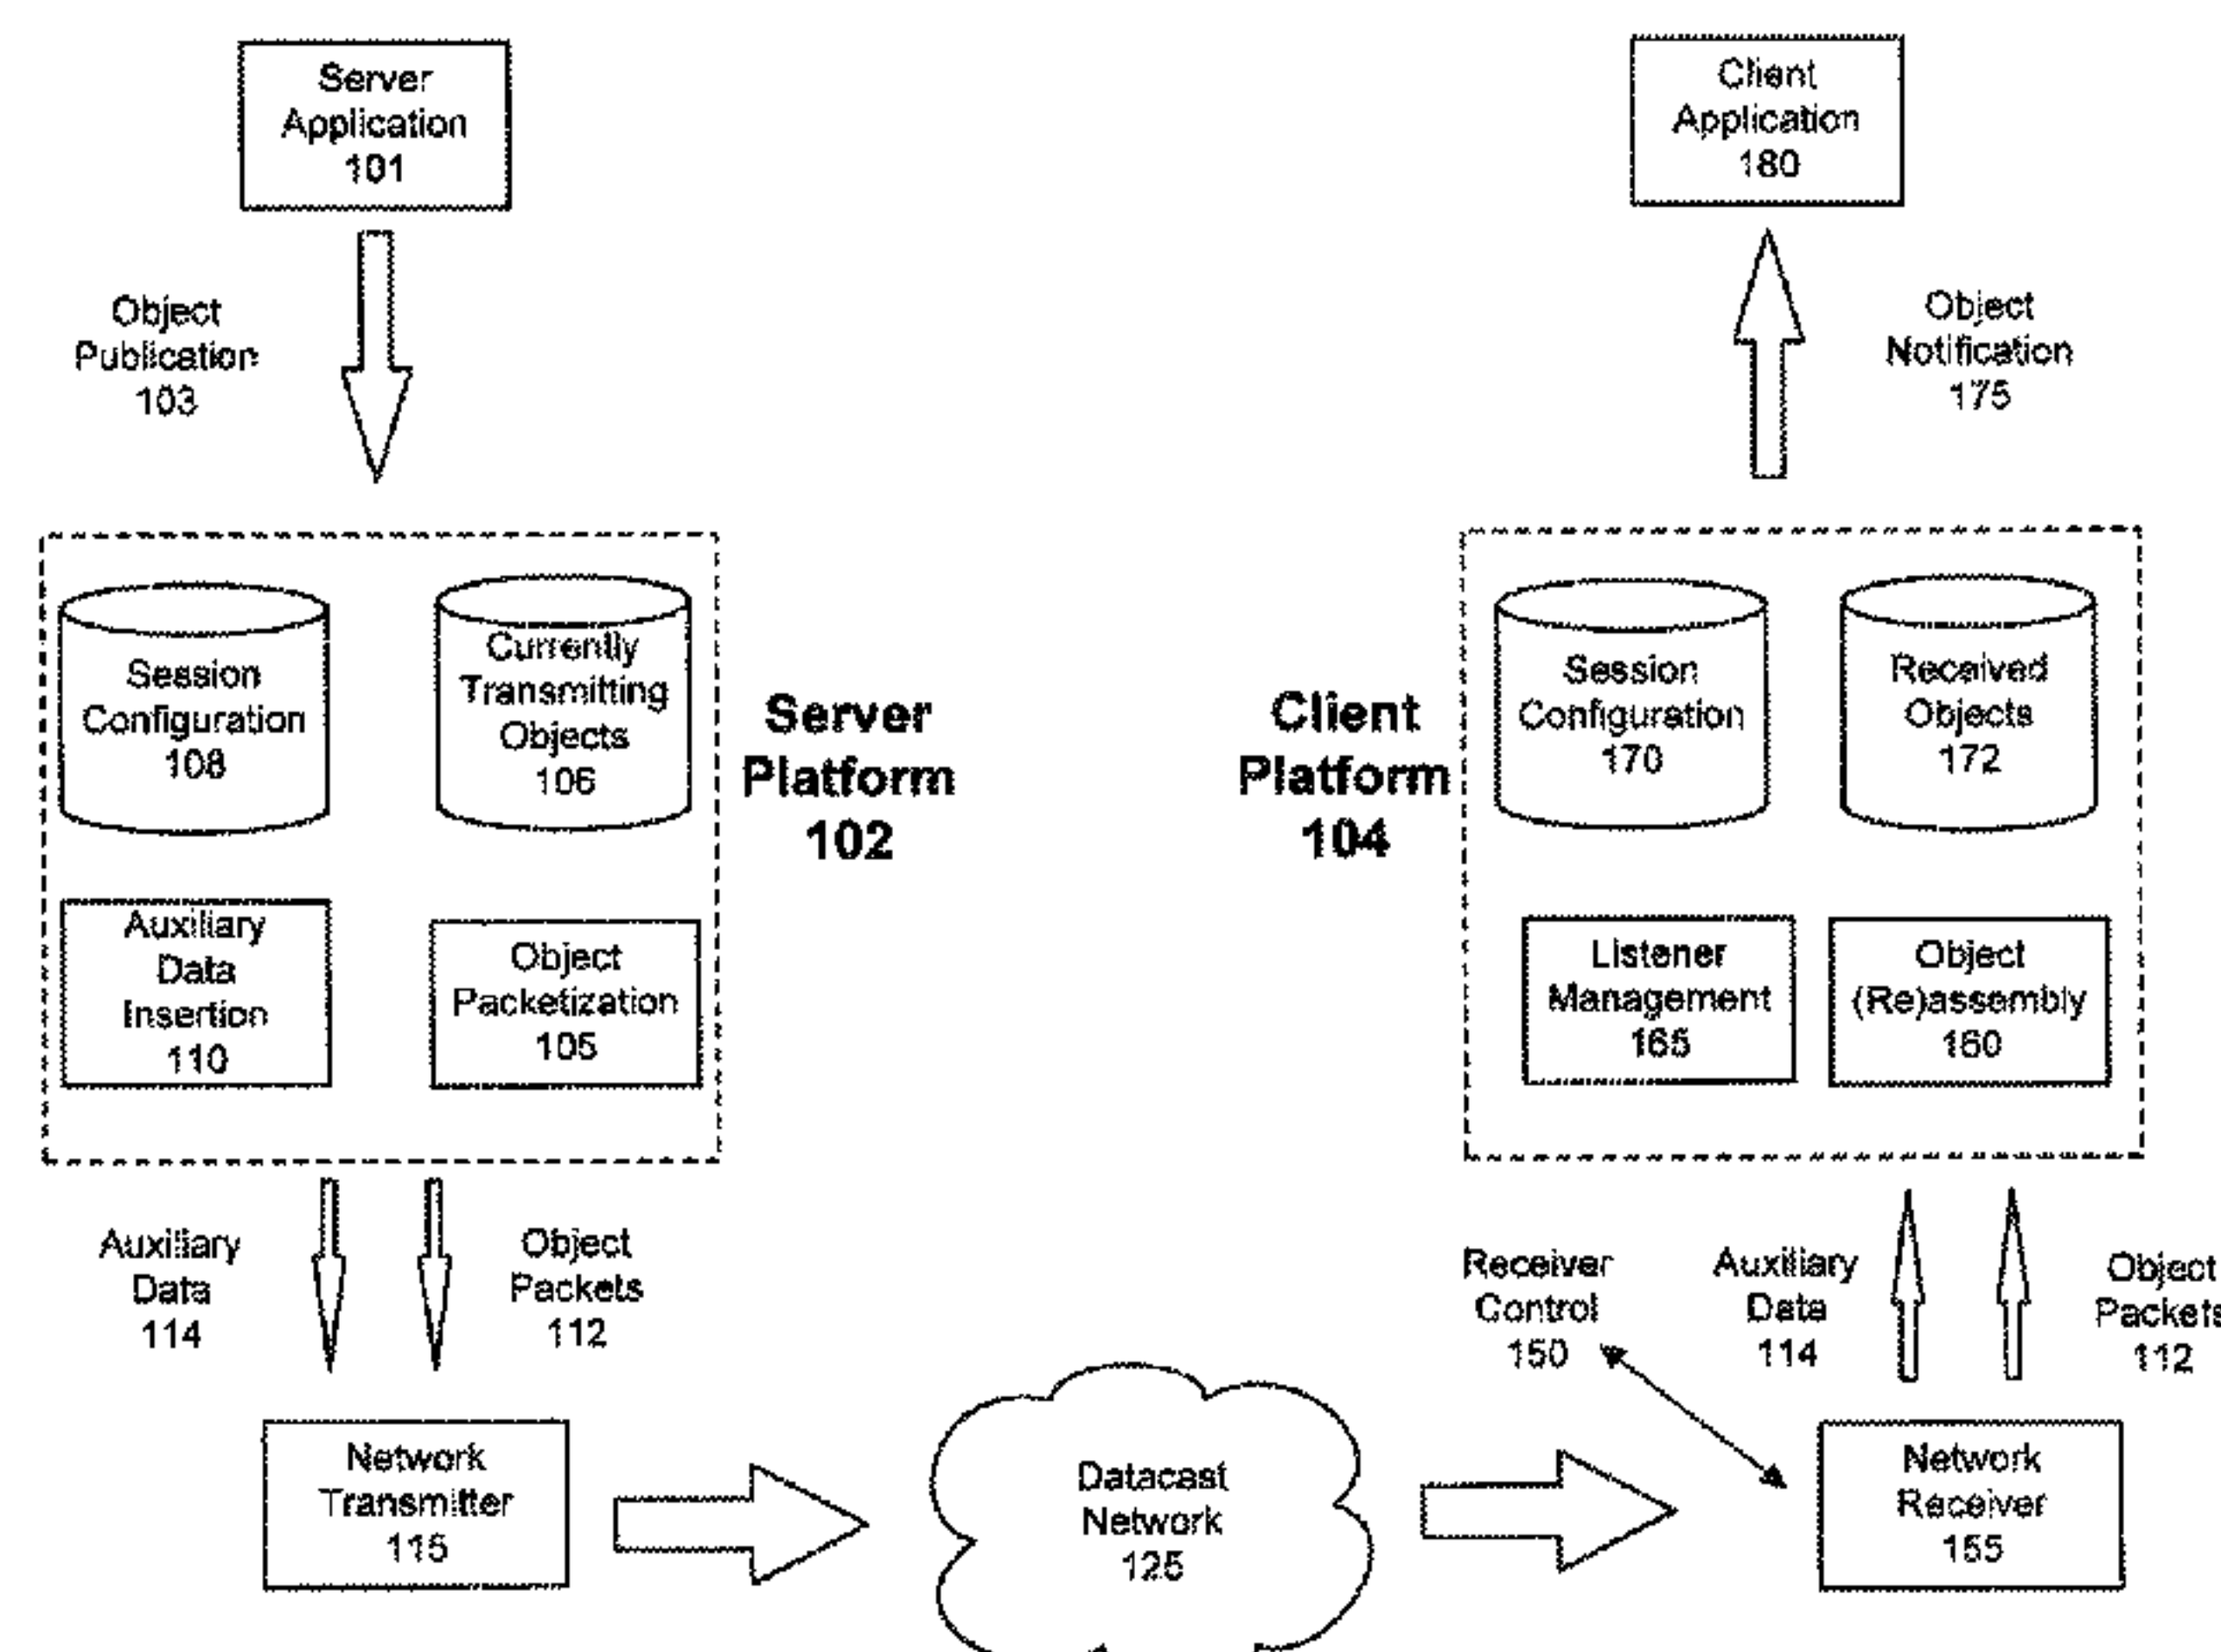 Server
Application
101
Client
Application
180
Object
Publication
103
Object
Notification
175
Session
Configuration
108
Currently
Transmitting
Objects
106
Server
Platform
102
Client
Platform
104
Session
Configuration
170
Received
Objects
172
Auxiliary
Data
Insertion
110
Object
Packetization
105
Listener
Management
165
Object
(Re)assembly
160
Auxiliary
Data
114
Object
Packets
112
Receiver
Control
150
Auxiliary
Data
114
Object
Packets
112
Network
Transmitter
115
Datacast
Network
125
Network
Receiver
155